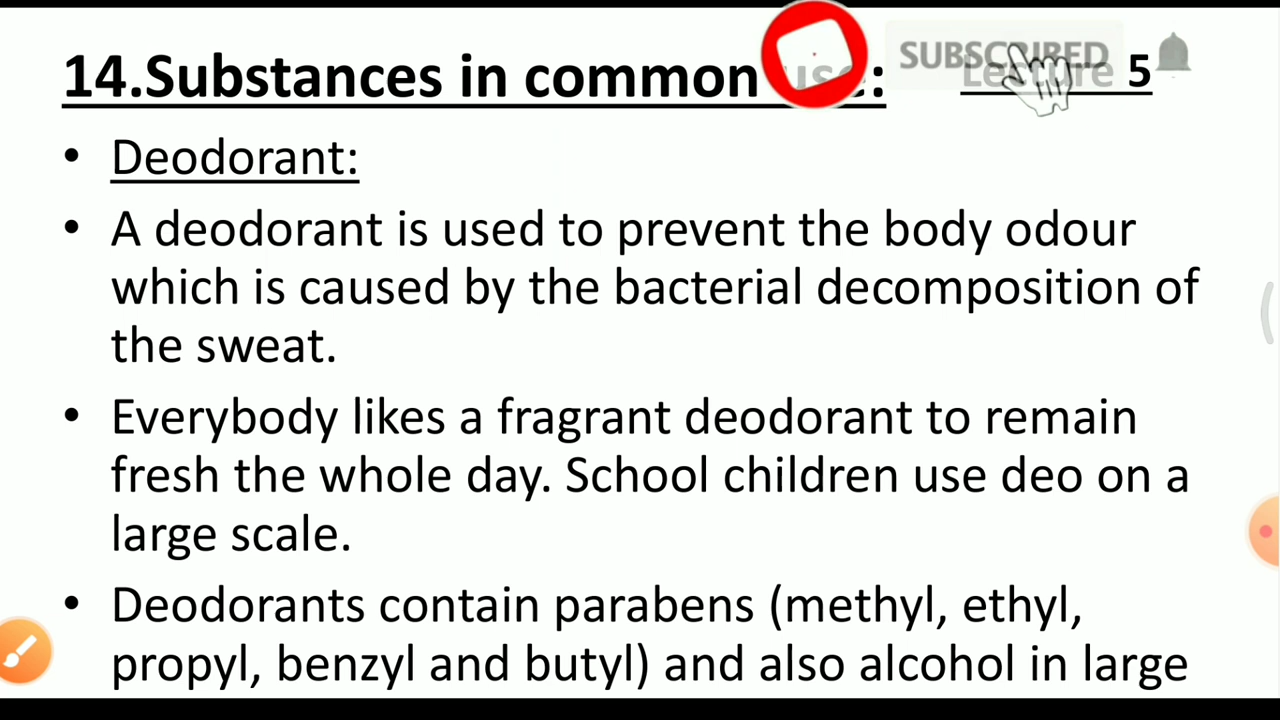 14.Substances in common use:
SUBSCRIBED
Lecture 5
• Deodorant:
• A deodorant is used to prevent the body odour
which is caused by the bacterial decomposition of
the sweat.
• Everybody likes a fragrant deodorant to remain
fresh the whole day. School children use deo on a
large scale.
• Deodorants contain parabens (methyl, ethyl,
propyl, benzyl and butyl) and also alcohol in large